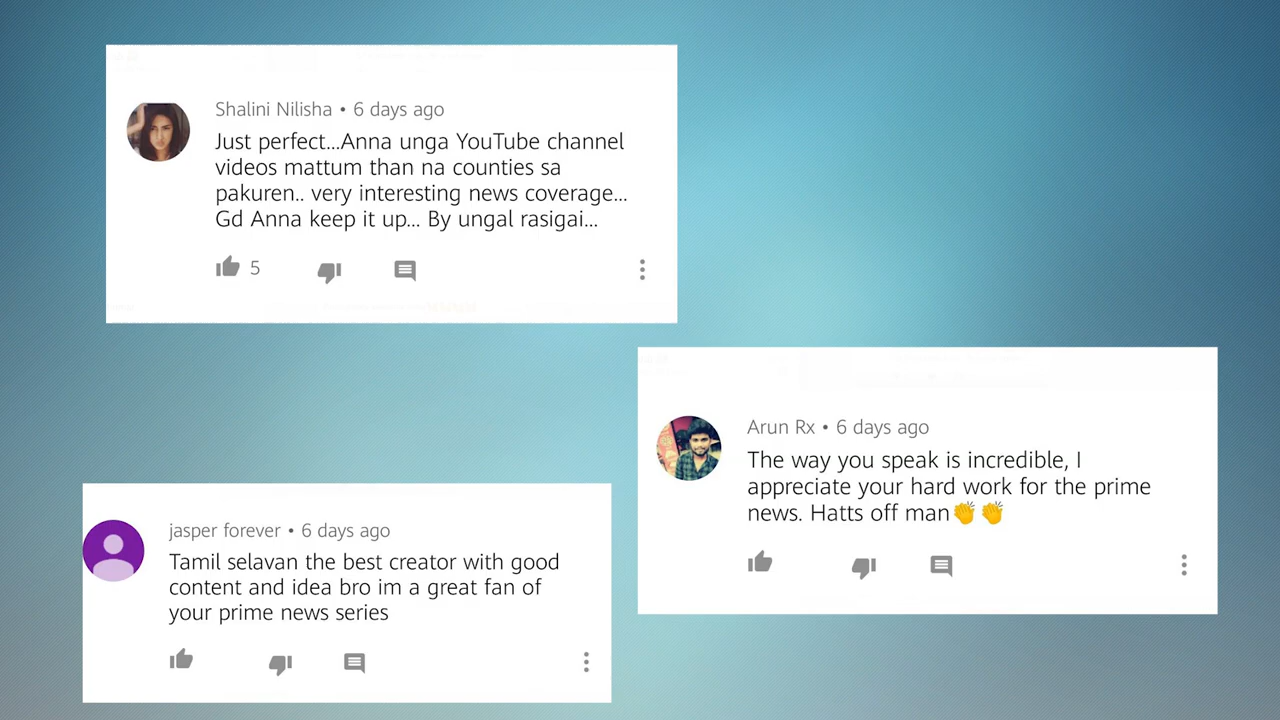 Shalini Nilisha • 6 days ago
Just perfect...Anna unga YouTube channel
videos mattum than na counties sa
pakuren.. very interesting news coverage...
Gd Anna keep it up... By ungal rasigai...
5
Arun Rx • 6 days ago
The way you speak is incredible, I
appreciate your hard work for the prime
news. Hatts off man👏 👏
jasper forever • 6 days ago
Tamil selavan the best creator with good
content and idea bro im a great fan of
your prime news series